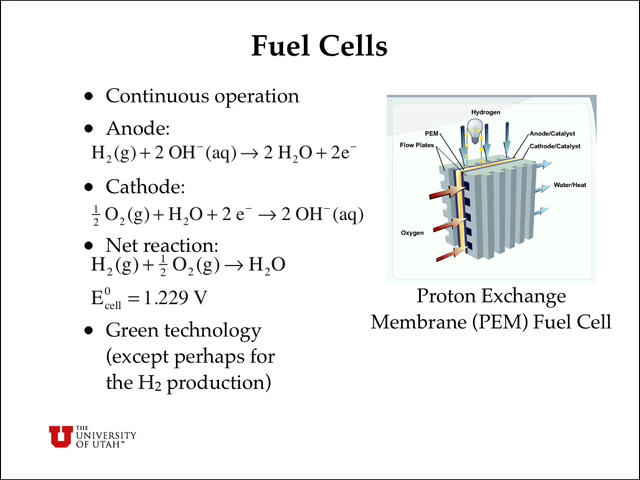 Fuel Cells
• Continuous operation
• Anode:
H₂(g) + 2 OH⁻(aq) → 2 H₂O + 2e⁻
• Cathode:
½ O₂(g) + H₂O + 2 e⁻ → 2 OH⁻(aq)
• Net reaction:
H₂(g) + ½ O₂(g) → H₂O
E⁰cell = 1.229 V
• Green technology
(except perhaps for
the H₂ production)
Hydrogen
PEM
Flow Plates
Anode/Catalyst
Cathode/Catalyst
Water/Heat
Oxygen
Proton Exchange
Membrane (PEM) Fuel Cell
U THE
UNIVERSITY
OF UTAH™